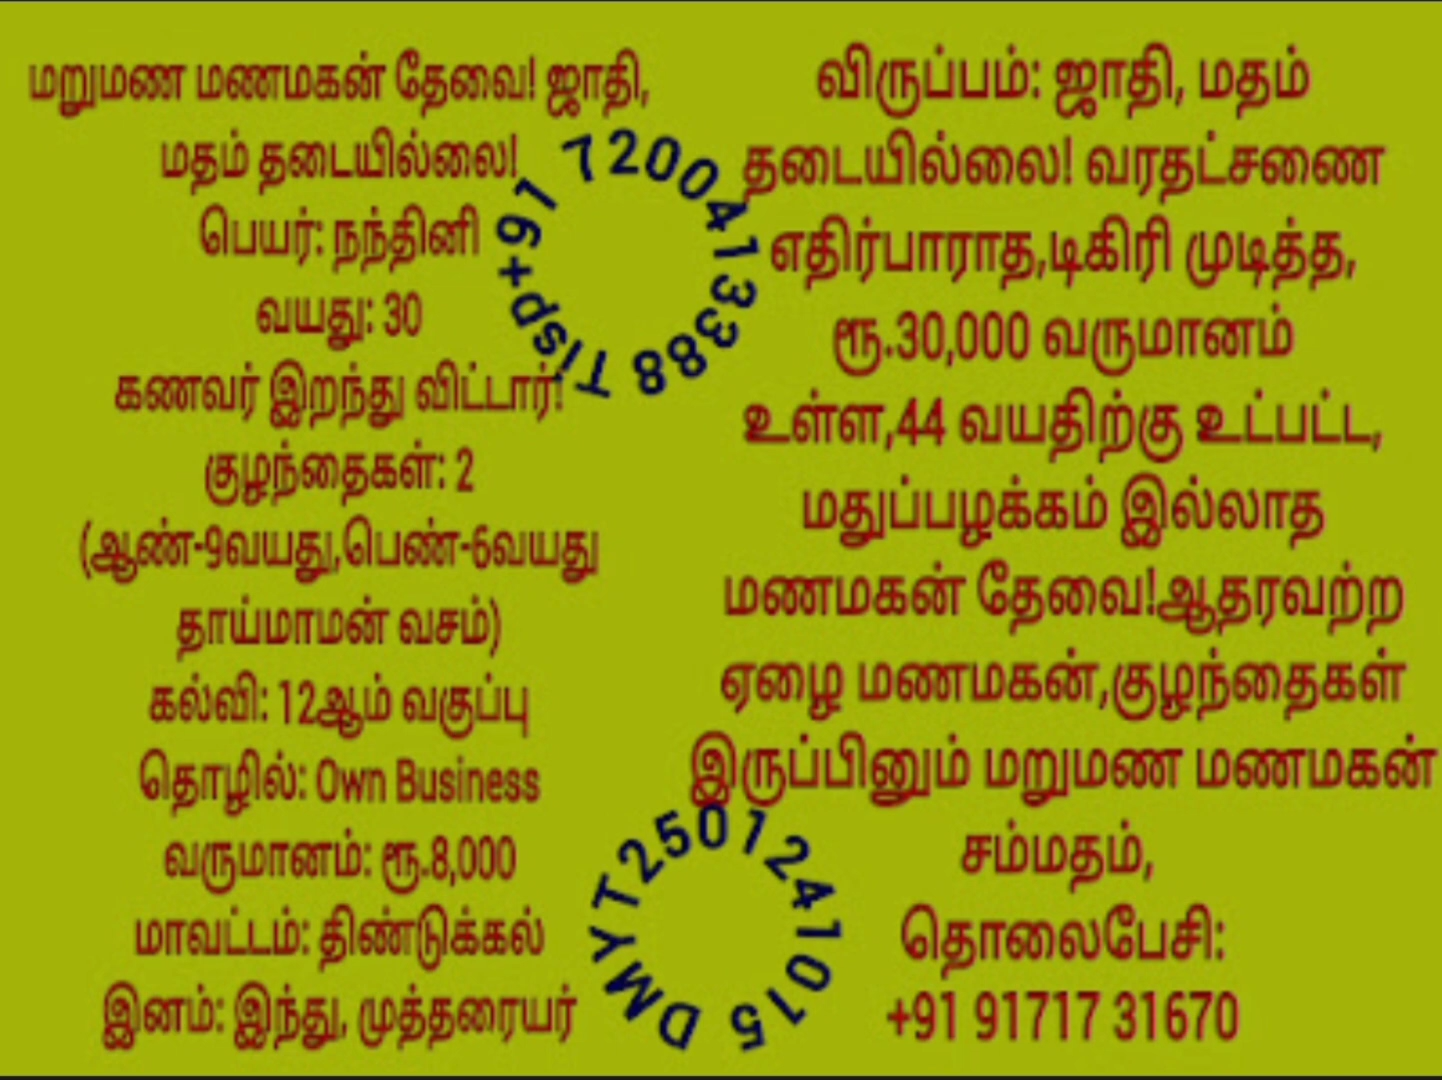 மறுமண மணமகன் தேவை! ஜாதி,
மதம் தடையில்லை!
பெயர்: நந்தினி
வயது: 30
கணவர் இறந்து விட்டார்!
குழந்தைகள்: 2
(ஆண்-9வயது,பெண்-6வயது
தாய்மாமன் வசம்)
கல்வி: 12ஆம் வகுப்பு
தொழில்: Own Business
வருமானம்: ரூ.8,000
மாவட்டம்: திண்டுக்கல்
இனம்: இந்து, முத்தரையர்
விருப்பம்: ஜாதி, மதம்
தடையில்லை! வரதட்சணை
எதிர்பாராத,டிகிரி முடித்த,
ரூ.30,000 வருமானம்
உள்ள,44 வயதிற்கு உட்பட்ட,
மதுப்பழக்கம் இல்லாத
மணமகன் தேவை!ஆதரவற்ற
ஏழை மணமகன்,குழந்தைகள்
இருப்பினும் மறுமண மணமகன்
சம்மதம்,
தொலைபேசி:
+91 91717 31670
Tisp+91 7200413388
DMYT2501241015